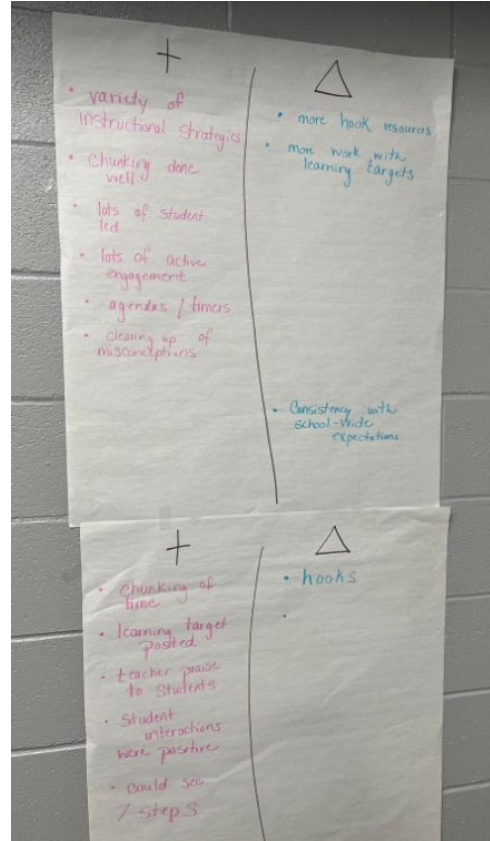 +
• variety of
instructional strategies
• Chunking done
well
• lots of student
led
• lots of active
engagement
• agendas / timers
• clearing up of
misconceptions
△
• more hook resources
• more work with
learning targets
• Consistency with
school-wide
expectations
+
• Chunking of
time
• learning target
posted
• teacher praise
to students
• Student
interactions
were positive
• Could see
7 steps
△
• hooks
•